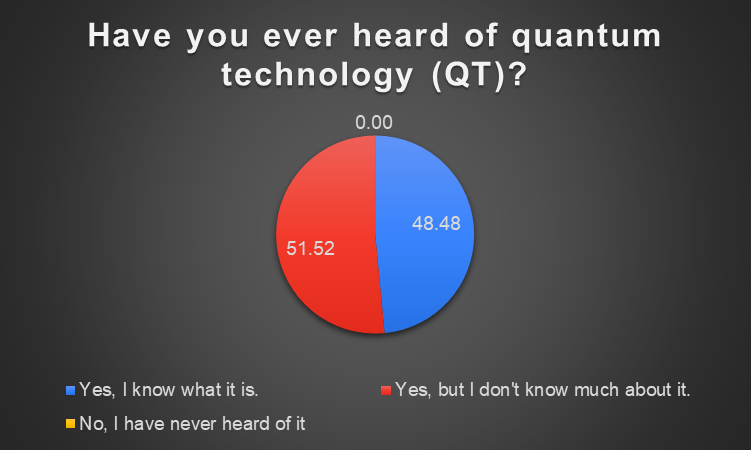 Have you ever heard of quantum
technology (QT)?
0.00
48.48
51.52
Yes, I know what it is.
Yes, but I don't know much about it.
No, I have never heard of it